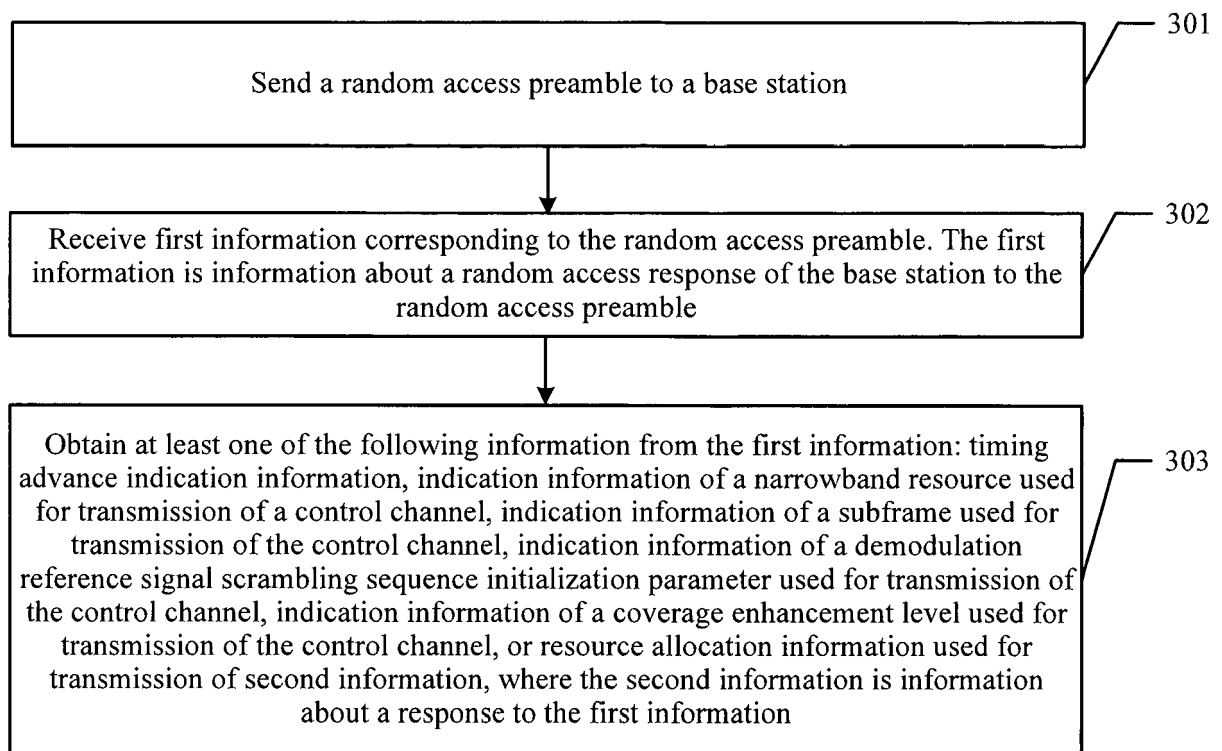 301
Send a random access preamble to a base station
302
Receive first information corresponding to the random access preamble. The first
information is information about a random access response of the base station to the
random access preamble
303
Obtain at least one of the following information from the first information: timing
advance indication information, indication information of a narrowband resource used
for transmission of a control channel, indication information of a subframe used for
transmission of the control channel, indication information of a demodulation
reference signal scrambling sequence initialization parameter used for transmission of
the control channel, indication information of a coverage enhancement level used for
transmission of the control channel, or resource allocation information used for
transmission of second information, where the second information is information
about a response to the first information